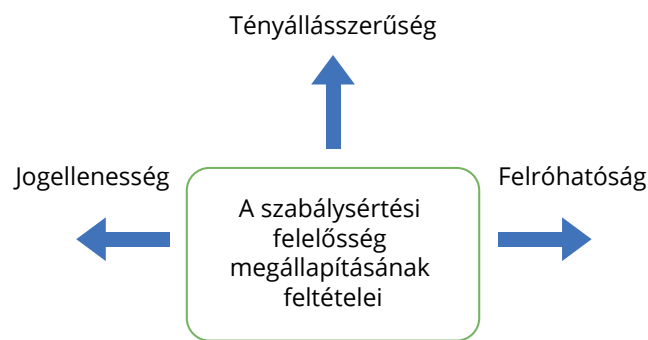 Tényállásszerűség
Jogellenesség
Felróhatóság
A szabálysértési
felelősség
megállapításának
feltételei